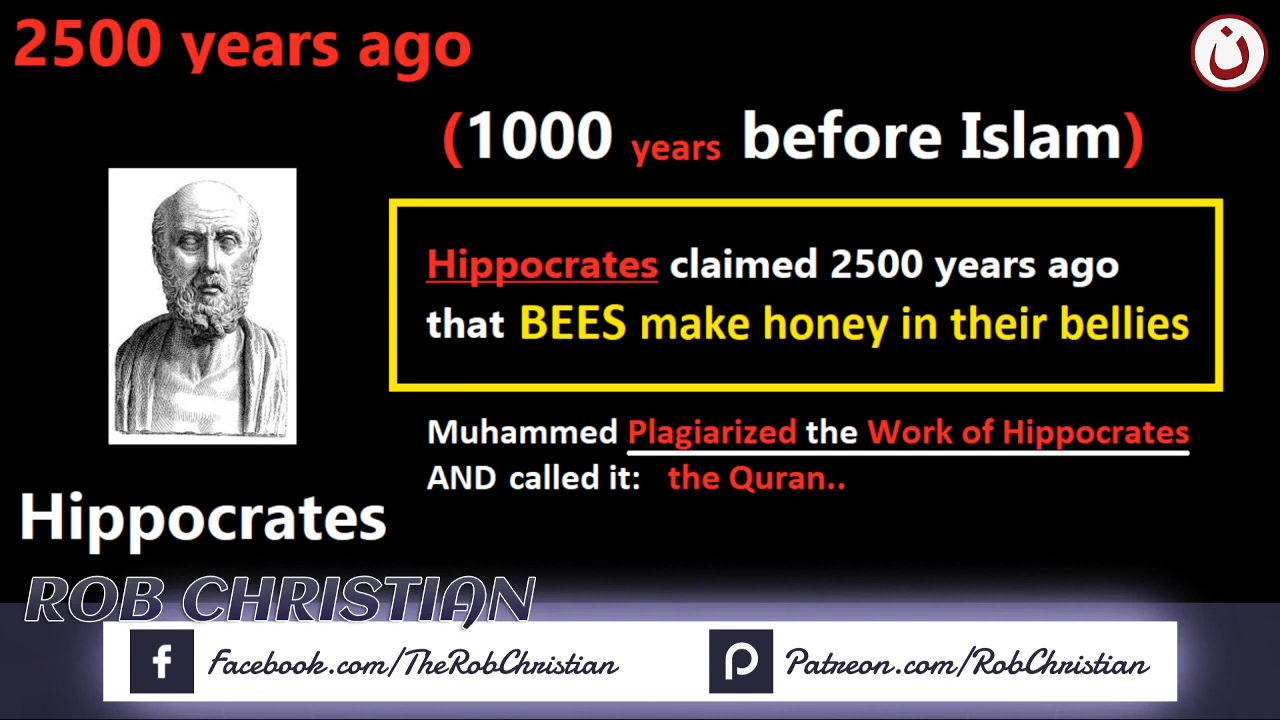 2500 years ago
(1000 years before Islam)
ن
Hippocrates claimed 2500 years ago
that BEES make honey in their bellies
Muhammed Plagiarized the Work of Hippocrates
AND called it: the Quran..
Hippocrates
ROB CHRISTIAN
Facebook.com/TheRobChristian
Patreon.com/RobChristian